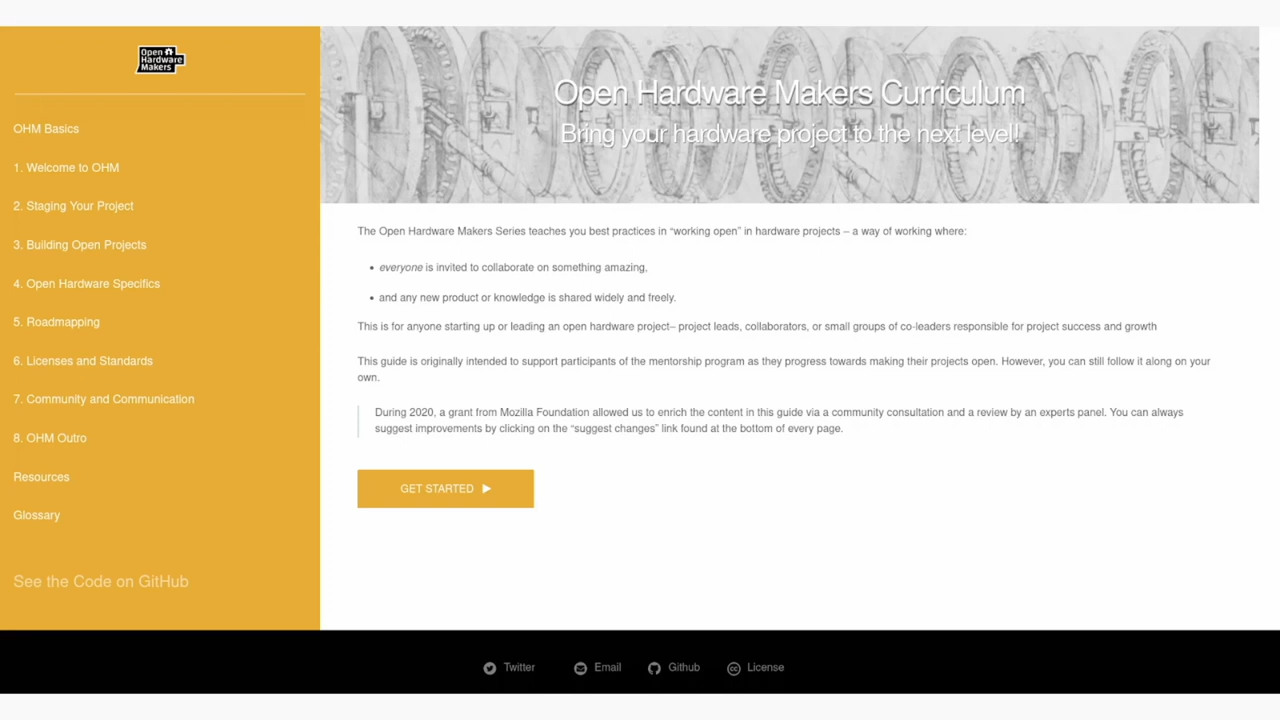 Open
Hardware
Makers
OHM Basics
1. Welcome to OHM
2. Staging Your Project
3. Building Open Projects
4. Open Hardware Specifics
5. Roadmapping
6. Licenses and Standards
7. Community and Communication
8. OHM Outro
Resources
Glossary
See the Code on GitHub
Open Hardware Makers Curriculum
Bring your hardware project to the next level!
The Open Hardware Makers Series teaches you best practices in “working open” in hardware projects – a way of working where:
• everyone is invited to collaborate on something amazing,
• and any new product or knowledge is shared widely and freely.
This is for anyone starting up or leading an open hardware project– project leads, collaborators, or small groups of co-leaders responsible for project success and growth
This guide is originally intended to support participants of the mentorship program as they progress towards making their projects open. However, you can still follow it along on your
own.
During 2020, a grant from Mozilla Foundation allowed us to enrich the content in this guide via a community consultation and a review by an experts panel. You can always
suggest improvements by clicking on the “suggest changes” link found at the bottom of every page.
GET STARTED
Twitter Email Github License